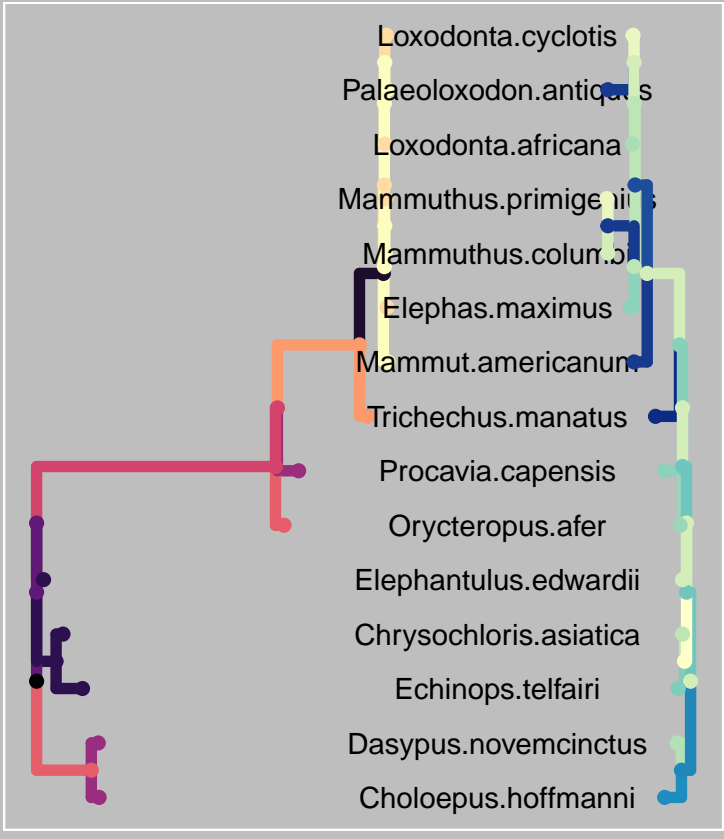 Loxodonta.cyclotis
Palaeoloxodon.antiquus
Loxodonta.africana
Mammuthus.primigenius
Mammuthus.columbi
Elephas.maximus
Mammut.americanum
Trichechus.manatus
Procavia.capensis
Orycteropus.afer
Elephantulus.edwardii
Chrysochloris.asiatica
Echinops.telfairi
Dasypus.novemcinctus
Choloepus.hoffmanni